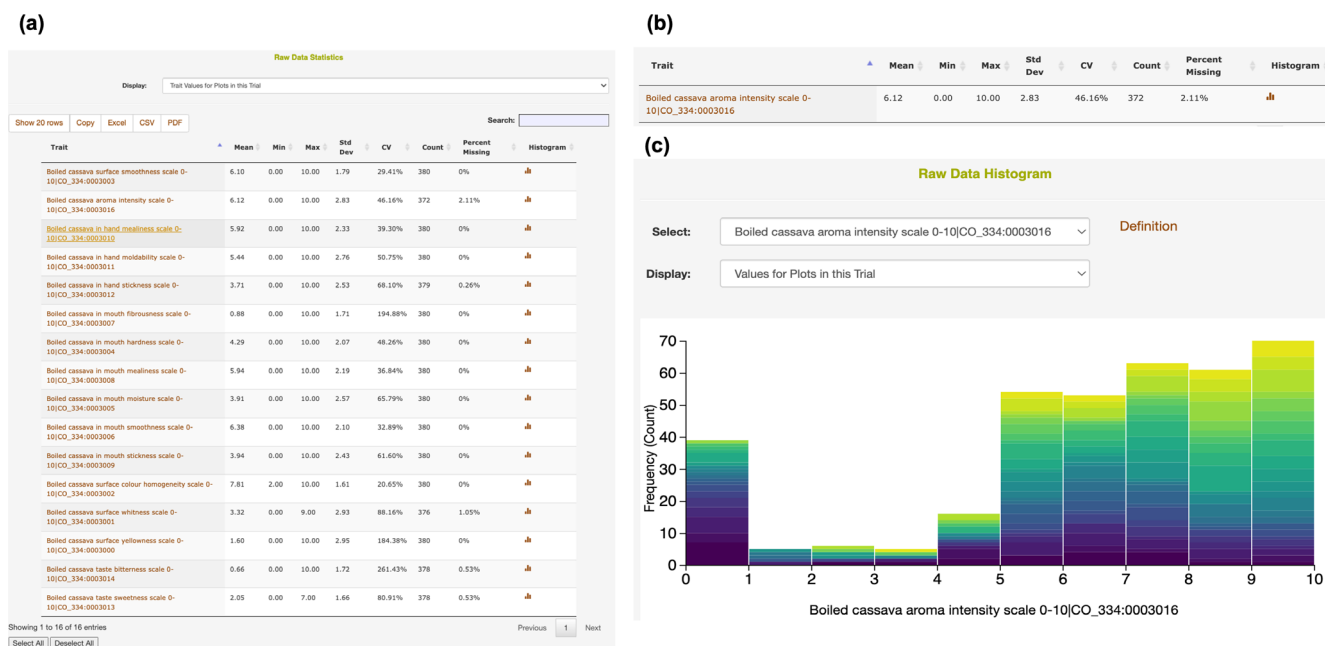 (a)
Raw Data Statistics
Display: Trait Values for Plots in this Trial
Show 20 rows Copy Excel CSV PDF Search:
Trait Mean Min Max Std Dev CV Count Percent Missing Histogram
Boiled cassava surface smoothness scale 0-
10|CO_334:0003003 6.10 0.00 10.00 1.79 29.41% 380 0%
Boiled cassava aroma intensity scale 0-
10|CO_334:0003016 6.12 0.00 10.00 2.83 46.16% 372 2.11%
Boiled cassava in hand mealiness scale 0-
10|CO_334:0003010 5.92 0.00 10.00 2.33 39.30% 380 0%
Boiled cassava in hand moldability scale 0-
10|CO_334:0003011 5.44 0.00 10.00 2.76 50.75% 380 0%
Boiled cassava in hand stickness scale 0-
10|CO_334:0003012 3.71 0.00 10.00 2.53 68.10% 379 0.26%
Boiled cassava in mouth fibrousness scale 0-
10|CO_334:0003007 0.88 0.00 10.00 1.71 194.88% 380 0%
Boiled cassava in mouth hardness scale 0-
10|CO_334:0003004 4.29 0.00 10.00 2.07 48.26% 380 0%
Boiled cassava in mouth mealiness scale 0-
10|CO_334:0003008 5.94 0.00 10.00 2.19 36.84% 380 0%
Boiled cassava in mouth moisture scale 0-
10|CO_334:0003005 3.91 0.00 10.00 2.57 65.79% 380 0%
Boiled cassava in mouth smoothness scale 0-
10|CO_334:0003006 6.38 0.00 10.00 2.10 32.89% 380 0%
Boiled cassava in mouth stickness scale 0-
10|CO_334:0003009 3.94 0.00 10.00 2.43 61.60% 380 0%
Boiled cassava surface colour homogeneity scale 0-
10|CO_334:0003002 7.81 2.00 10.00 1.61 20.65% 380 0%
Boiled cassava surface whitness scale 0-
10|CO_334:0003001 3.32 0.00 9.00 2.93 88.16% 376 1.05%
Boiled cassava surface yellowness scale 0-
10|CO_334:0003000 1.60 0.00 10.00 2.95 184.38% 380 0%
Boiled cassava taste bitterness scale 0-
10|CO_334:0003014 0.66 0.00 10.00 1.72 261.43% 378 0.53%
Boiled cassava taste sweetness scale 0-
10|CO_334:0003013 2.05 0.00 7.00 1.66 80.91% 378 0.53%
Showing 1 to 16 of 16 entries Previous 1 Next
Select All Deselect All
(b)
Trait Mean Min Max Std Dev CV Count Percent Missing Histogram
Boiled cassava aroma intensity scale 0-
10|CO_334:0003016 6.12 0.00 10.00 2.83 46.16% 372 2.11%
(c)
Raw Data Histogram
Select: Boiled cassava aroma intensity scale 0-10|CO_334:0003016 Definition
Display: Values for Plots in this Trial
Frequency (Count)
70
60
50
40
30
20
10
0
0 1 2 3 4 5 6 7 8 9 10
Boiled cassava aroma intensity scale 0-10|CO_334:0003016